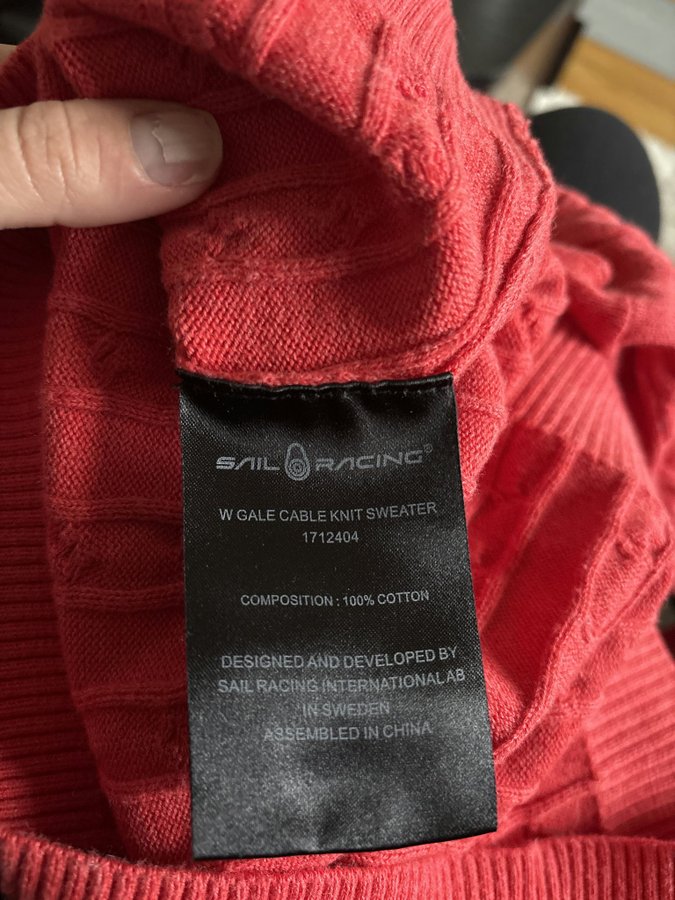 SAIL RACING®
W GALE CABLE KNIT SWEATER
1712404
COMPOSITION : 100% COTTON
DESIGNED AND DEVELOPED BY
SAIL RACING INTERNATIONAL AB
IN SWEDEN
ASSEMBLED IN CHINA